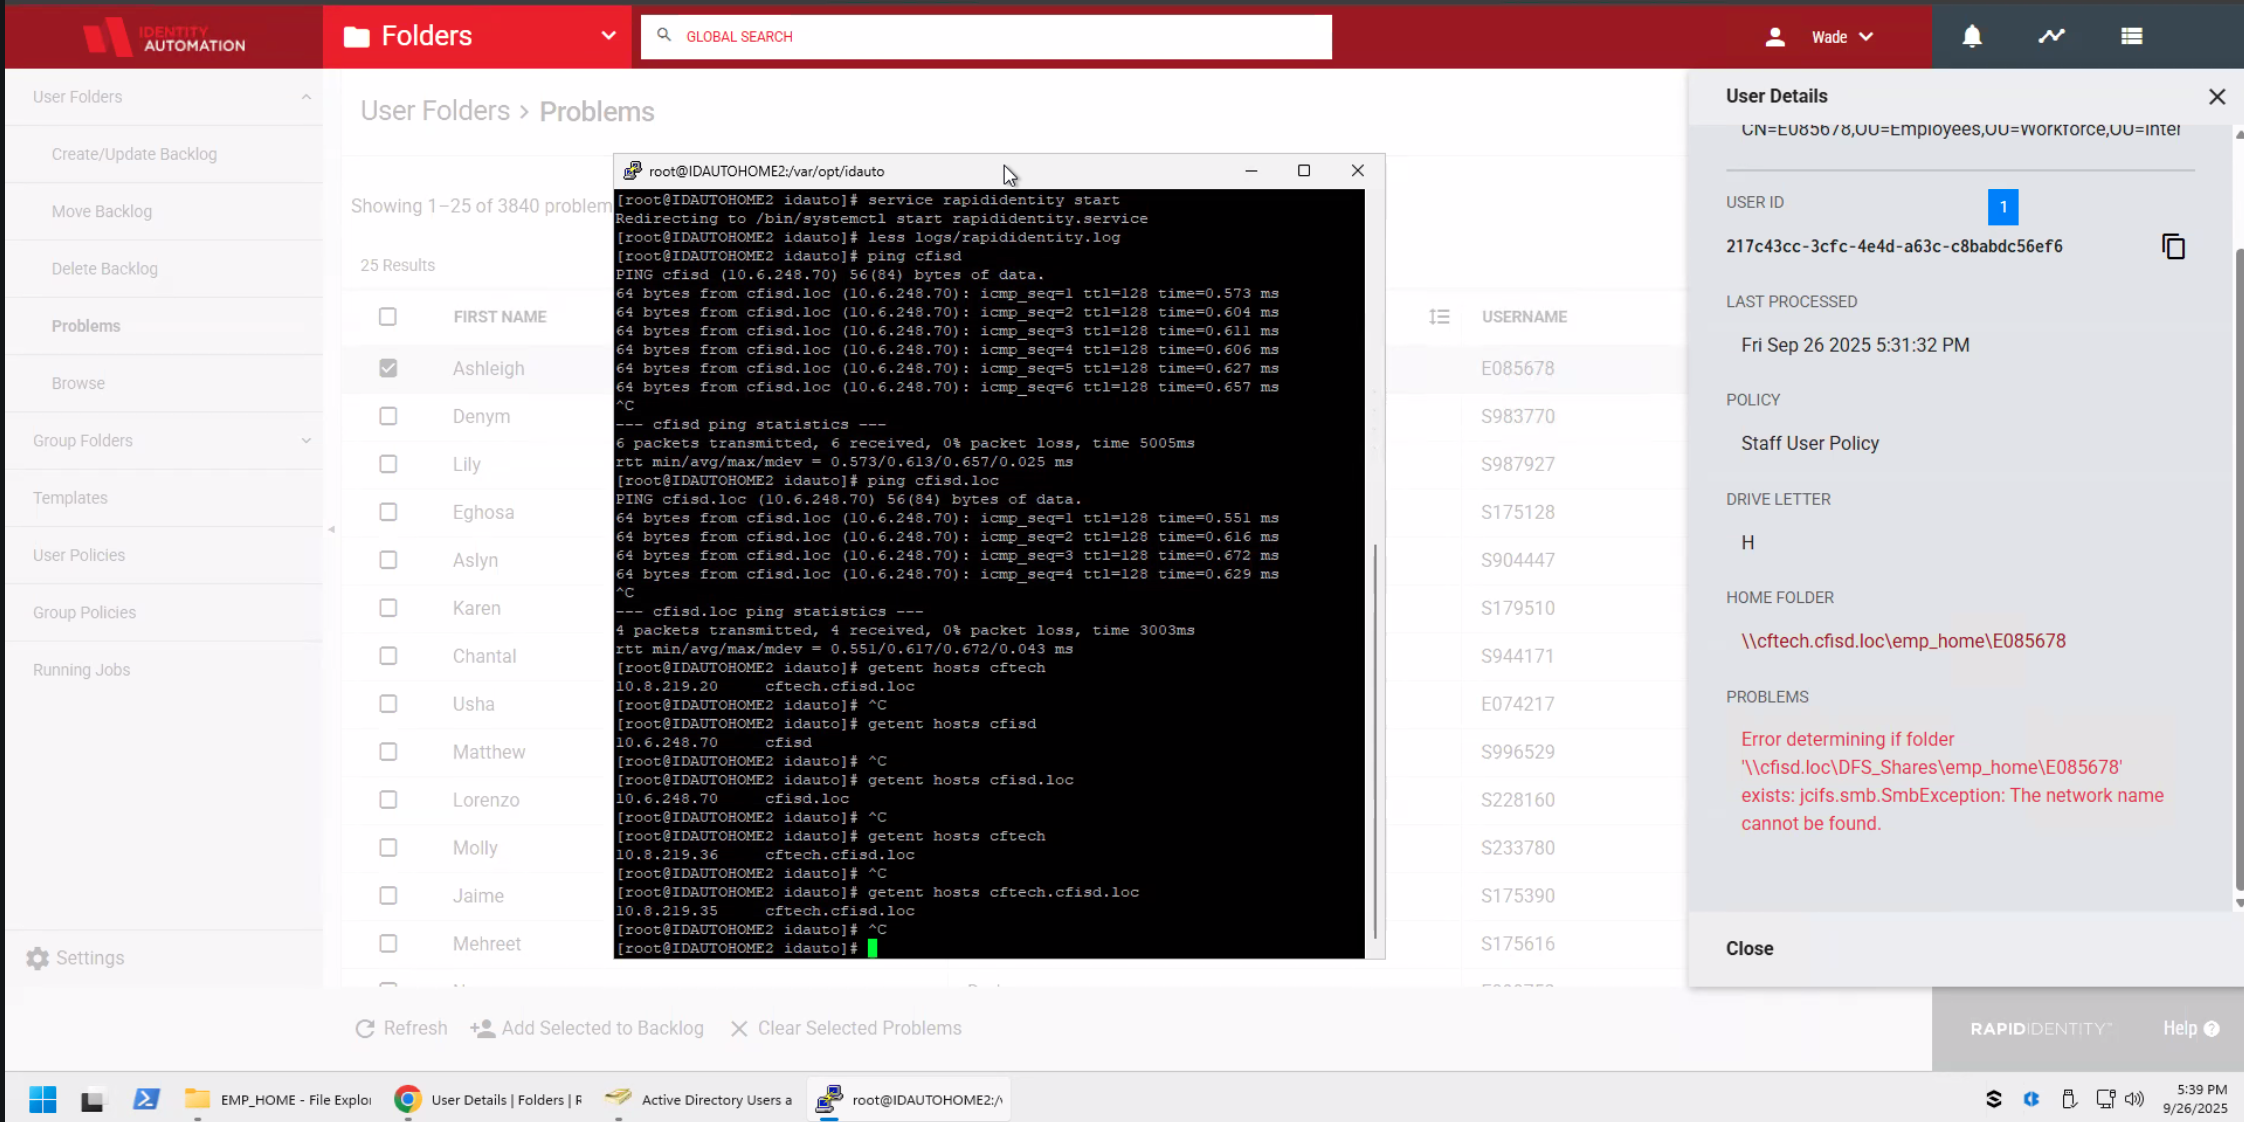 IDENTITY
AUTOMATION
Folders
GLOBAL SEARCH
Wade
User Folders
Create/Update Backlog
Move Backlog
Delete Backlog
Problems
Browse
Group Folders
Templates
User Policies
Group Policies
Running Jobs
Settings
User Folders > Problems
Showing 1–25 of 3840 problem
25 Results
FIRST NAME
USERNAME
Ashleigh
E085678
Denym
S983770
Lily
S987927
Eghosa
S175128
Aslyn
S904447
Karen
S179510
Chantal
S944171
Usha
E074217
Matthew
S996529
Lorenzo
S228160
Molly
S233780
Jaime
S175390
Mehreet
S175616
Refresh
Add Selected to Backlog
Clear Selected Problems
root@IDAUTOHOME2:/var/opt/idauto
[root@IDAUTOHOME2 idauto]# service rapididentity start
Redirecting to /bin/systemctl start rapididentity.service
[root@IDAUTOHOME2 idauto]# less logs/rapididentity.log
[root@IDAUTOHOME2 idauto]# ping cfisd
PING cfisd (10.6.248.70) 56(84) bytes of data.
64 bytes from cfisd.loc (10.6.248.70): icmp_seq=1 ttl=128 time=0.573 ms
64 bytes from cfisd.loc (10.6.248.70): icmp_seq=2 ttl=128 time=0.604 ms
64 bytes from cfisd.loc (10.6.248.70): icmp_seq=3 ttl=128 time=0.611 ms
64 bytes from cfisd.loc (10.6.248.70): icmp_seq=4 ttl=128 time=0.606 ms
64 bytes from cfisd.loc (10.6.248.70): icmp_seq=5 ttl=128 time=0.627 ms
64 bytes from cfisd.loc (10.6.248.70): icmp_seq=6 ttl=128 time=0.657 ms
^C
--- cfisd ping statistics ---
6 packets transmitted, 6 received, 0% packet loss, time 5005ms
rtt min/avg/max/mdev = 0.573/0.613/0.657/0.025 ms
[root@IDAUTOHOME2 idauto]# ping cfisd.loc
PING cfisd.loc (10.6.248.70) 56(84) bytes of data.
64 bytes from cfisd.loc (10.6.248.70): icmp_seq=1 ttl=128 time=0.551 ms
64 bytes from cfisd.loc (10.6.248.70): icmp_seq=2 ttl=128 time=0.616 ms
64 bytes from cfisd.loc (10.6.248.70): icmp_seq=3 ttl=128 time=0.672 ms
64 bytes from cfisd.loc (10.6.248.70): icmp_seq=4 ttl=128 time=0.629 ms
^C
--- cfisd.loc ping statistics ---
4 packets transmitted, 4 received, 0% packet loss, time 3003ms
rtt min/avg/max/mdev = 0.551/0.617/0.672/0.043 ms
[root@IDAUTOHOME2 idauto]# getent hosts cftech
10.8.219.20     cftech.cfisd.loc
[root@IDAUTOHOME2 idauto]# ^C
[root@IDAUTOHOME2 idauto]# getent hosts cfisd
10.6.248.70     cfisd
[root@IDAUTOHOME2 idauto]# ^C
[root@IDAUTOHOME2 idauto]# getent hosts cfisd.loc
10.6.248.70     cfisd.loc
[root@IDAUTOHOME2 idauto]# ^C
[root@IDAUTOHOME2 idauto]# getent hosts cftech
10.8.219.36     cftech.cfisd.loc
[root@IDAUTOHOME2 idauto]# ^C
[root@IDAUTOHOME2 idauto]# getent hosts cftech.cfisd.loc
10.8.219.35     cftech.cfisd.loc
[root@IDAUTOHOME2 idauto]# ^C
[root@IDAUTOHOME2 idauto]#
User Details
CN=E085678,OU=Employees,OU=Workforce,OU=Inter
USER ID
1
217c43cc-3cfc-4e4d-a63c-c8babdc56ef6
LAST PROCESSED
Fri Sep 26 2025 5:31:32 PM
POLICY
Staff User Policy
DRIVE LETTER
H
HOME FOLDER
\\cftech.cfisd.loc\emp_home\E085678
PROBLEMS
Error determining if folder
'\\cfisd.loc\DFS_Shares\emp_home\E085678'
exists: jcifs.smb.SmbException: The network name
cannot be found.
Close
RAPIDIDENTITY
Help
EMP_HOME - File Explo
User Details | Folders | R
Active Directory Users a
root@IDAUTOHOME2:/
5:39 PM
9/26/2025